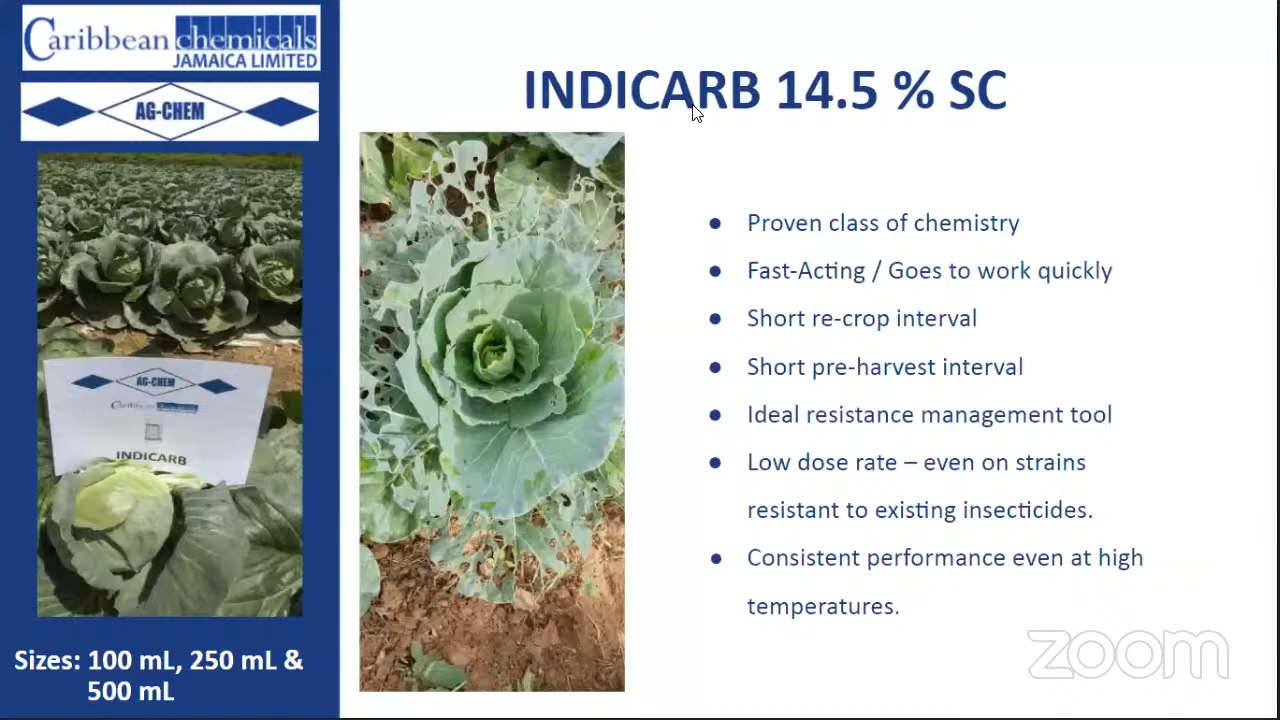 Caribbean chemicals
JAMAICA LIMITED
AG-CHEM
INDICARB 14.5 % SC
AG-CHEM
Caribbean chemicals
INDICARB
Sizes: 100 mL, 250 mL &
500 mL
● Proven class of chemistry
● Fast-Acting / Goes to work quickly
● Short re-crop interval
● Short pre-harvest interval
● Ideal resistance management tool
● Low dose rate – even on strains
resistant to existing insecticides.
● Consistent performance even at high
temperatures.
zoom